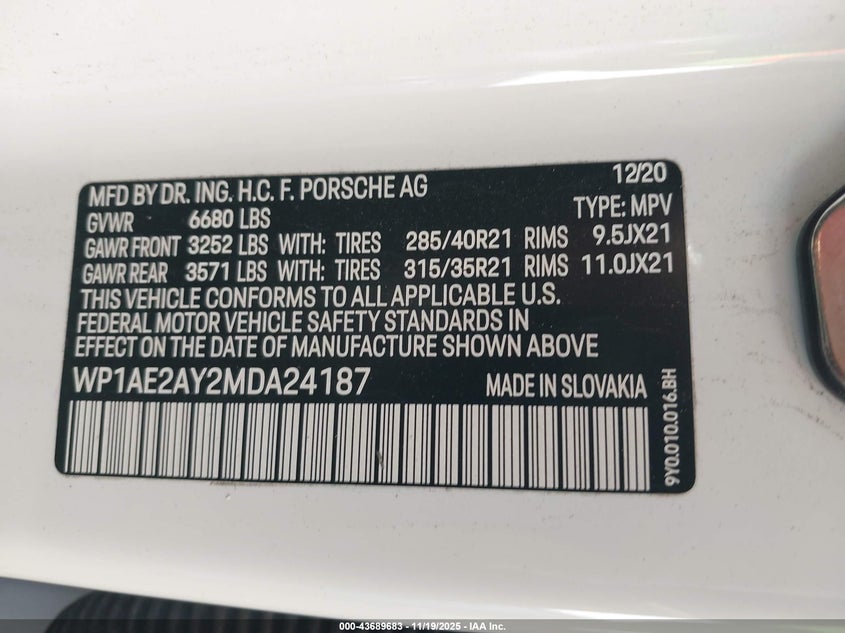 MFD BY DR. ING. H.C. F. PORSCHE AG 12/20
GVWR 6680 LBS TYPE: MPV
GAWR FRONT 3252 LBS WITH: TIRES 285/40R21 RIMS 9.5JX21
GAWR REAR 3571 LBS WITH: TIRES 315/35R21 RIMS 11.0JX21
THIS VEHICLE CONFORMS TO ALL APPLICABLE U.S.
FEDERAL MOTOR VEHICLE SAFETY STANDARDS IN
EFFECT ON THE DATE OF MANUFACTURE SHOWN ABOVE
WP1AE2AY2MDA24187 MADE IN SLOVAKIA
9Y0.010.016.BH
000-43689683 - 11/19/2025 - IAA Inc.